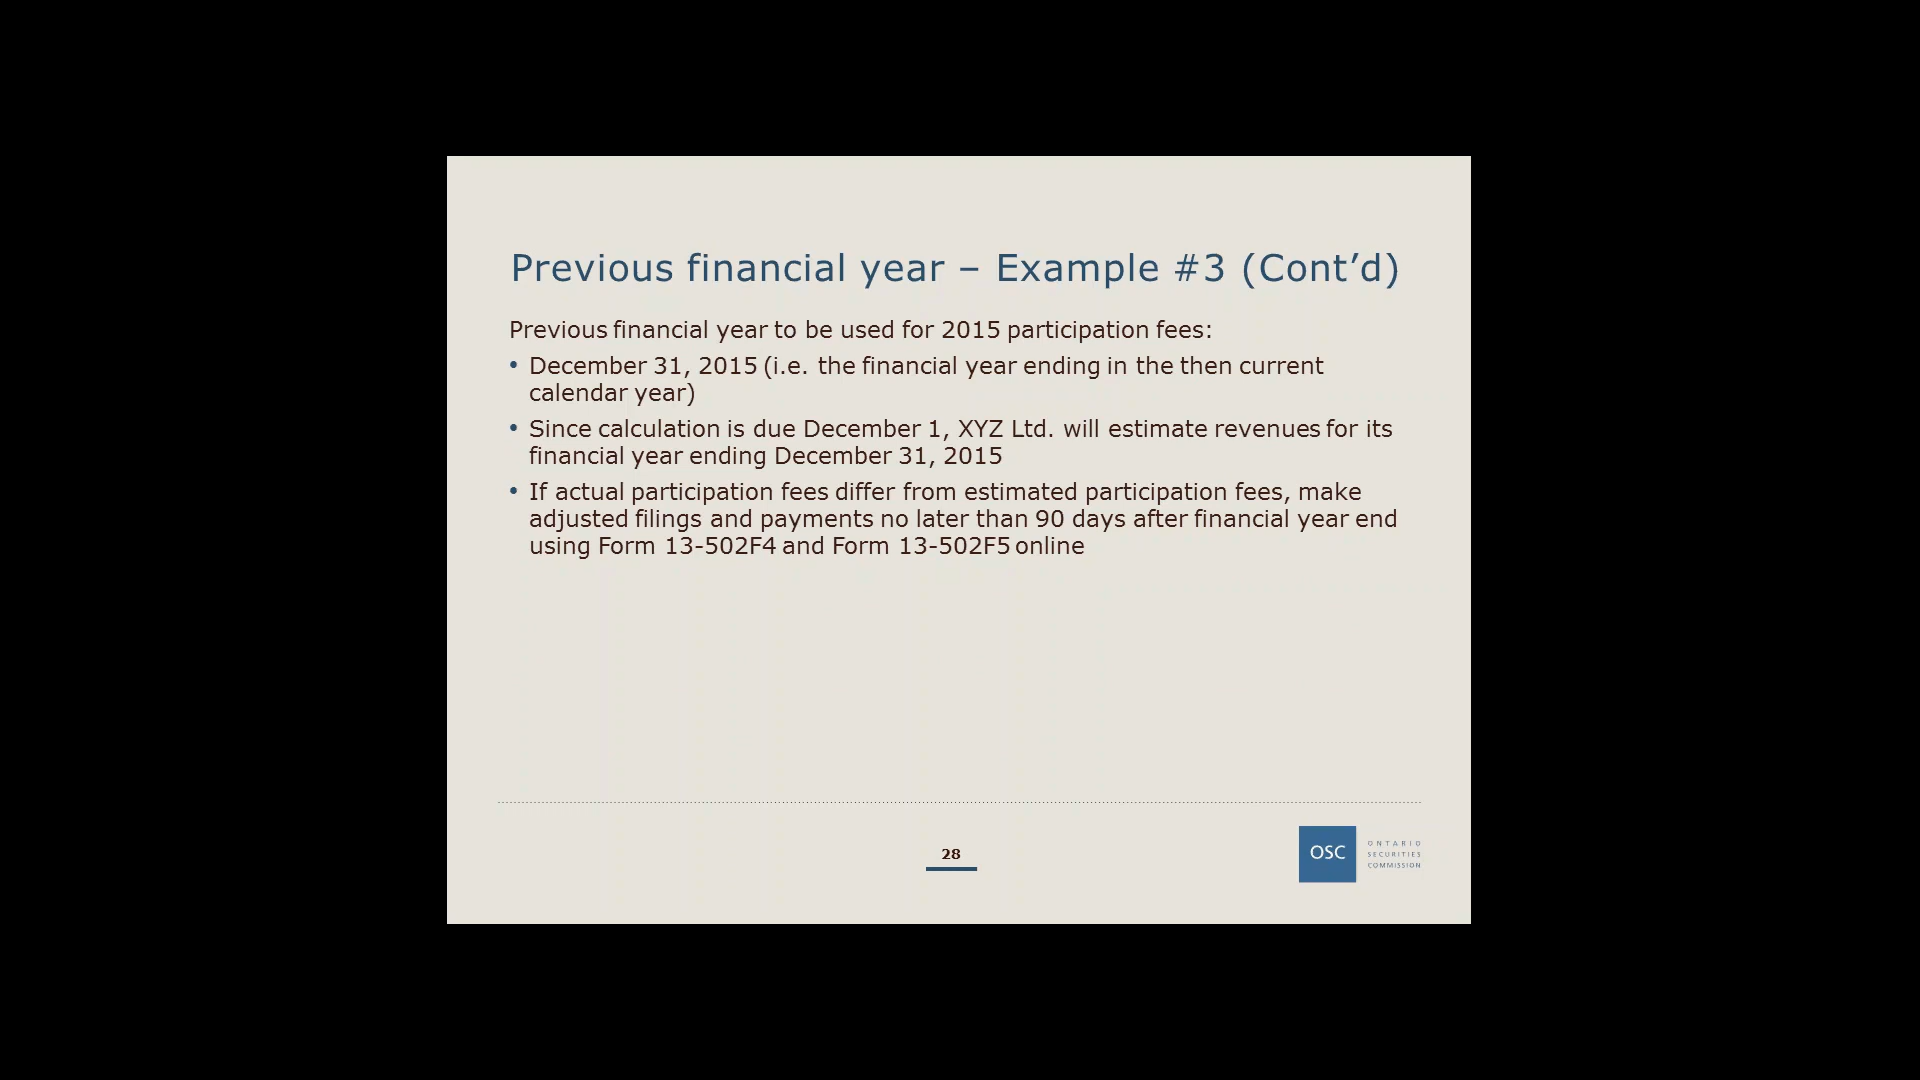 Previous financial year – Example #3 (Cont’d)
Previous financial year to be used for 2015 participation fees:
• December 31, 2015 (i.e. the financial year ending in the then current
calendar year)
• Since calculation is due December 1, XYZ Ltd. will estimate revenues for its
financial year ending December 31, 2015
• If actual participation fees differ from estimated participation fees, make
adjusted filings and payments no later than 90 days after financial year end
using Form 13-502F4 and Form 13-502F5 online
28
OSC
ONTARIO
SECURITIES
COMMISSION